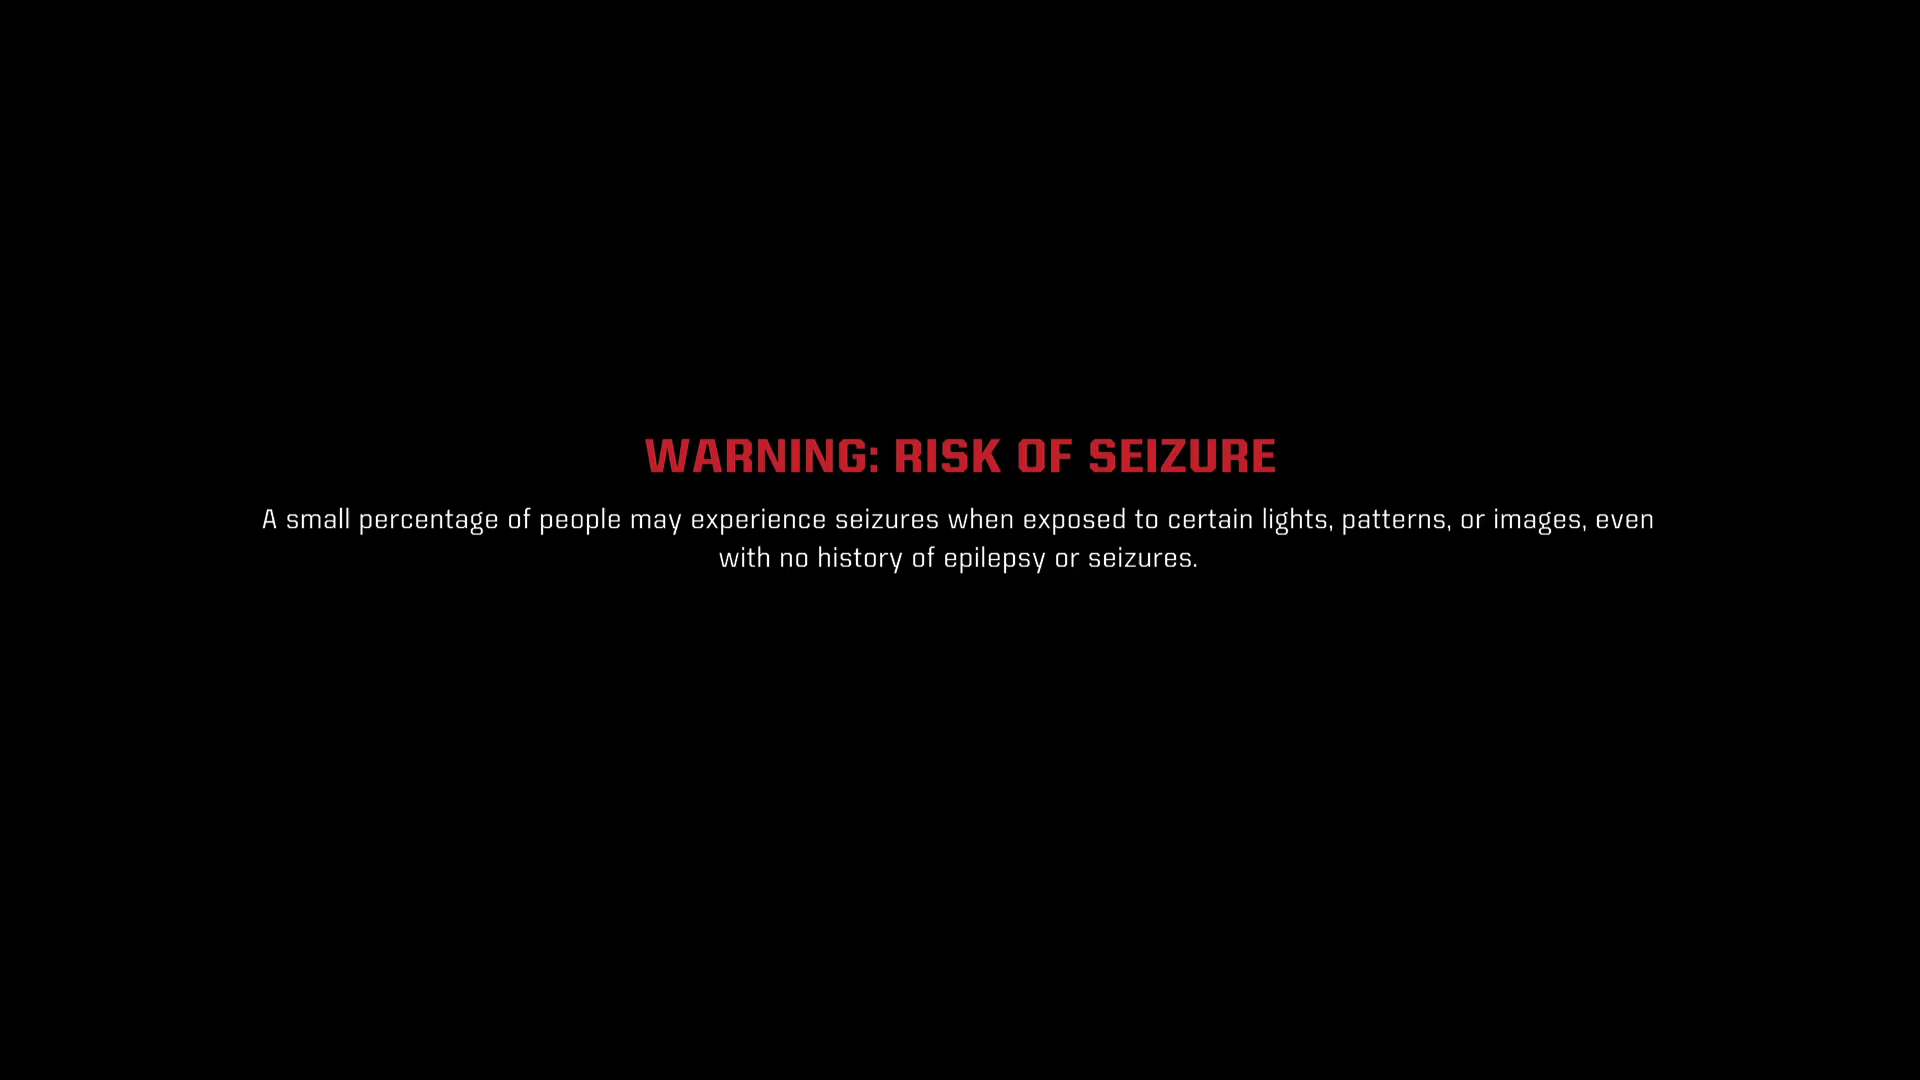 WARNING: RISK OF SEIZURE
A small percentage of people may experience seizures when exposed to certain lights, patterns, or images, even
with no history of epilepsy or seizures.